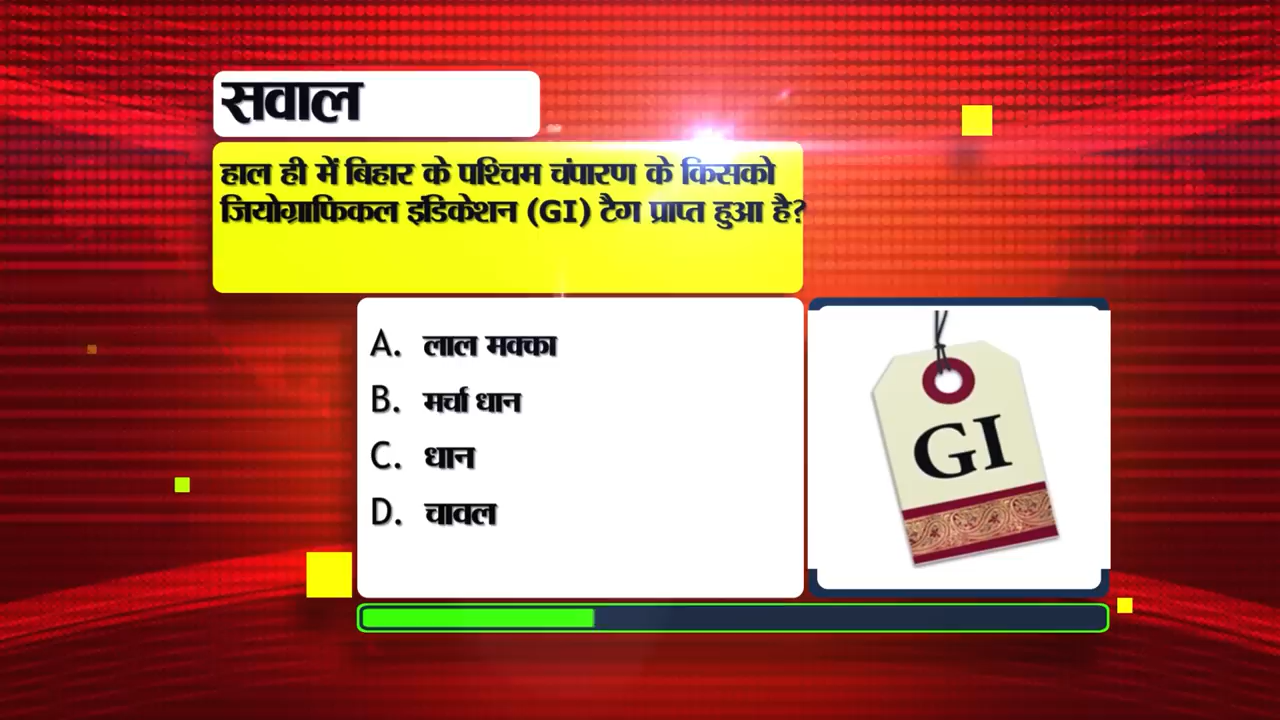 सवाल
हाल ही में बिहार के पश्चिम चंपारण के किसको
जियोग्राफिकल इंडिकेशन (GI) टैग प्राप्त हुआ है?
A. लाल मक्का
B. मर्चा धान
C. धान
D. चावल
GI